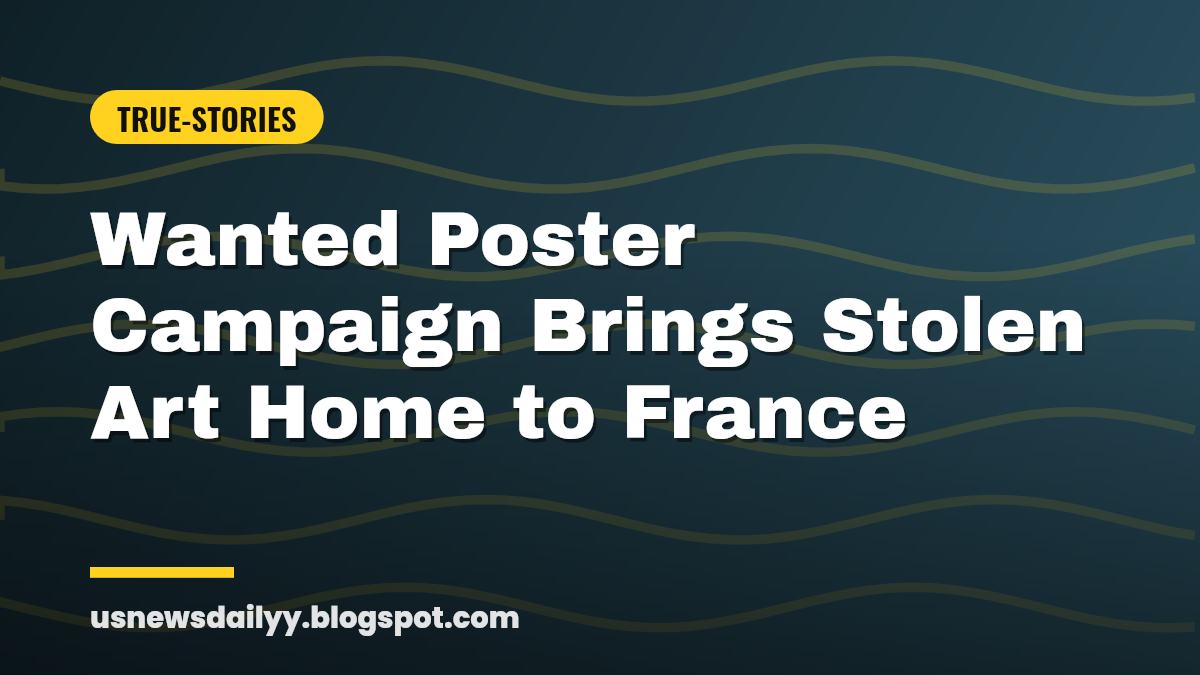 TRUE-STORIES
Wanted Poster
Campaign Brings Stolen
Art Home to France
usnewsdailyy.blogspot.com